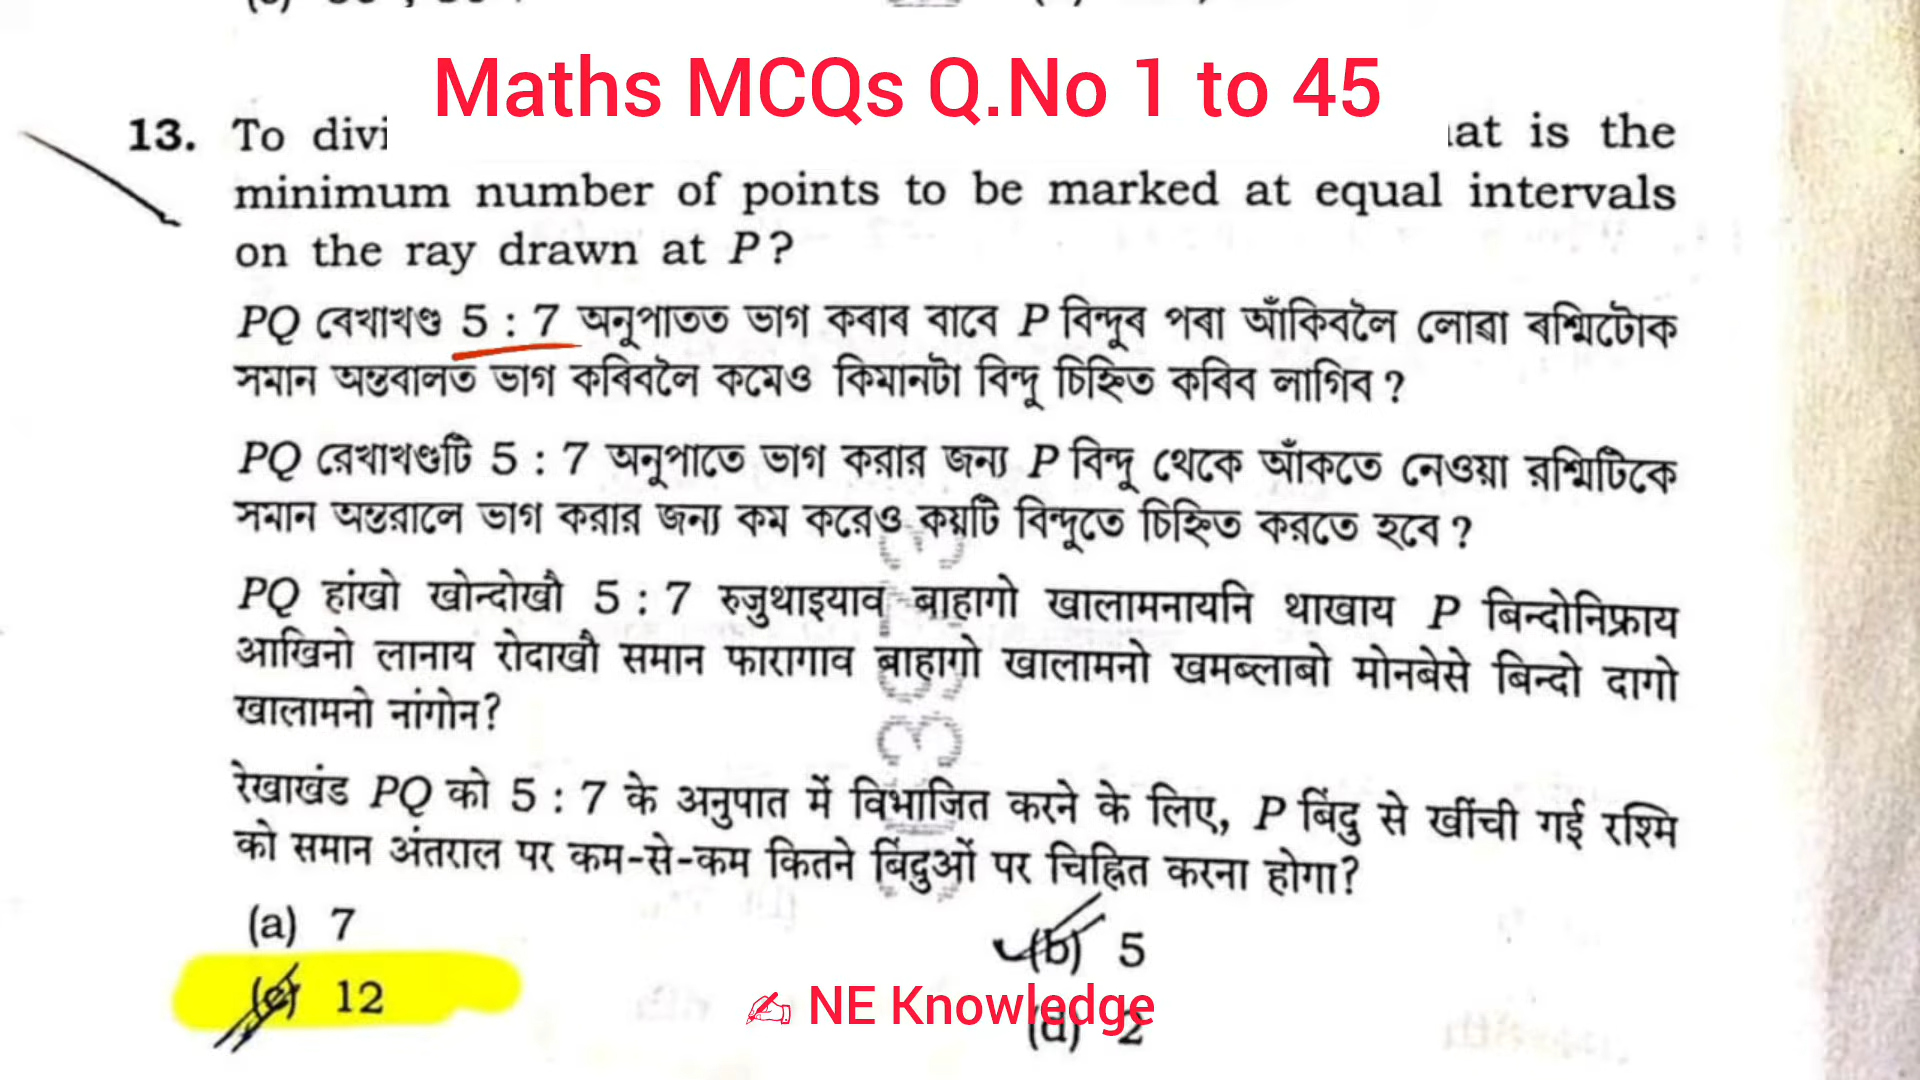 Maths MCQs Q.No 1 to 45
13. To divi at is the
minimum number of points to be marked at equal intervals
on the ray drawn at P?
PQ ৰেখাখণ্ড 5 : 7 অনুপাতত ভাগ কৰাৰ বাবে P বিন্দুৰ পৰা আঁকিবলৈ লোৱা ৰশ্মিটোক
সমান অন্তৰালত ভাগ কৰিবলৈ কমেও কিমানটা বিন্দু চিহ্নিত কৰিব লাগিব ?
PQ রেখাখণ্ডটি 5 : 7 অনুপাতে ভাগ করার জন্য P বিন্দু থেকে আঁকতে নেওয়া রশ্মিটিকে
সমান অন্তরালে ভাগ করার জন্য কম করেও কয়টি বিন্দুতে চিহ্নিত করতে হবে ?
PQ हांखो खोन्दोखौ 5 : 7 रुजुथाइयाव बाहागो खालामनायनि थाखाय P बिन्दोनिफ्राय
आखिनो लानाय रोदाखौ समान फारागाव बाहागो खालामनो खमब्लाबो मोनबेसे बिन्दो दागो
खालामनो नांगोन?
रेखाखंड PQ को 5 : 7 के अनुपात में विभाजित करने के लिए, P बिंदु से खींची गई रश्मि
को समान अंतराल पर कम-से-कम कितने बिंदुओं पर चिह्नित करना होगा?
(a) 7
(b) 5
(c) 12
✍ NE Knowledge
(d) 2